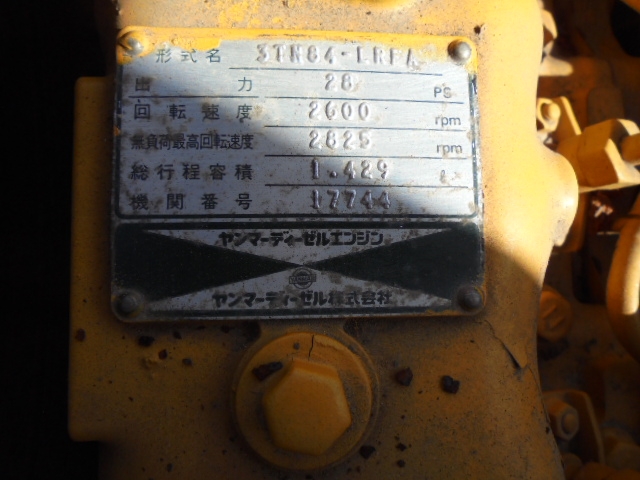 形式名 3TN84-LRFA
出力 28 PS
回転速度 2600 rpm
無負荷最高回転速度 2825 rpm
総行程容積 1.429 ℓ
機関番号 17744
ヤンマーディーゼルエンジン
ヤンマーディーゼル株式会社